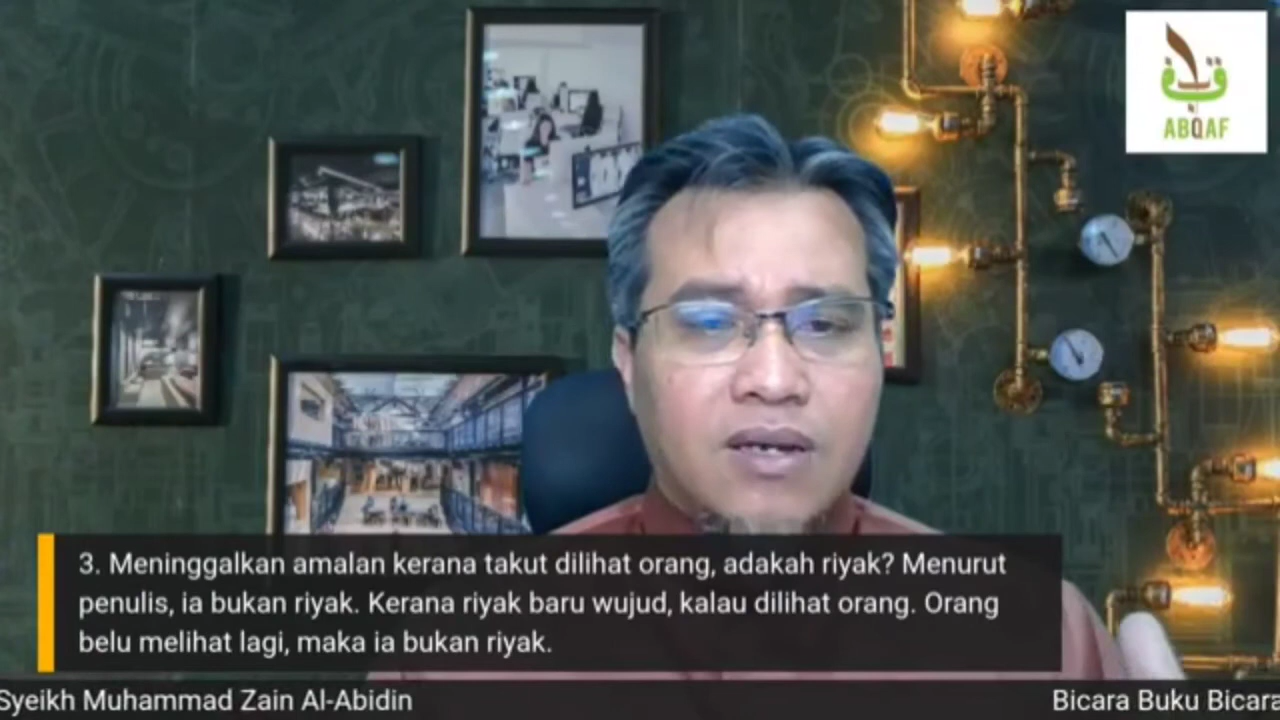 ABQAF
3. Meninggalkan amalan kerana takut dilihat orang, adakah riyak? Menurut
penulis, ia bukan riyak. Kerana riyak baru wujud, kalau dilihat orang. Orang
belu melihat lagi, maka ia bukan riyak.
Syeikh Muhammad Zain Al-Abidin
Bicara Buku Bicara